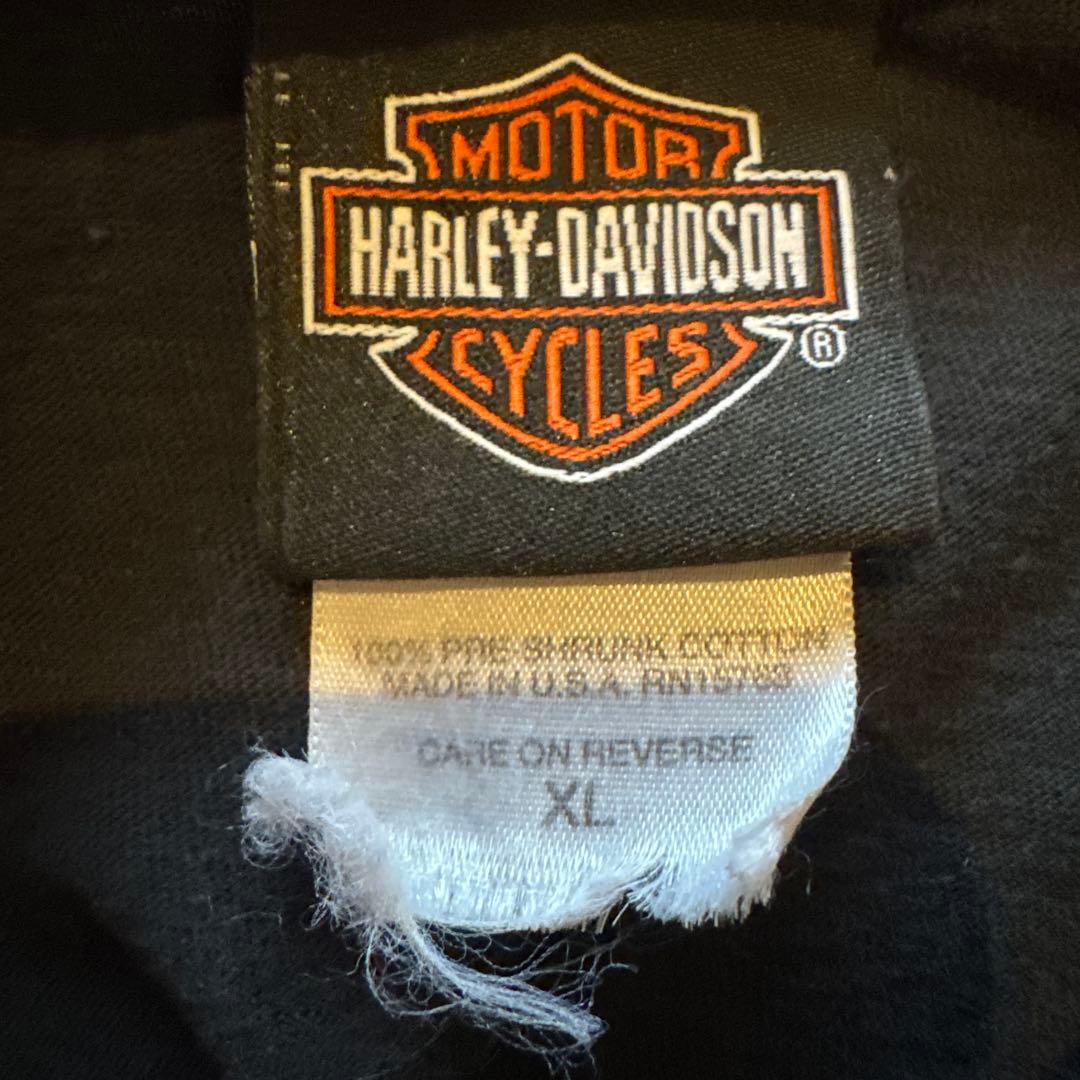 MOTOR
HARLEY-DAVIDSON
CYCLES
®
100% PRE-SHRUNK COTTON
MADE IN U.S.A.
CARE ON REVERSE
XL